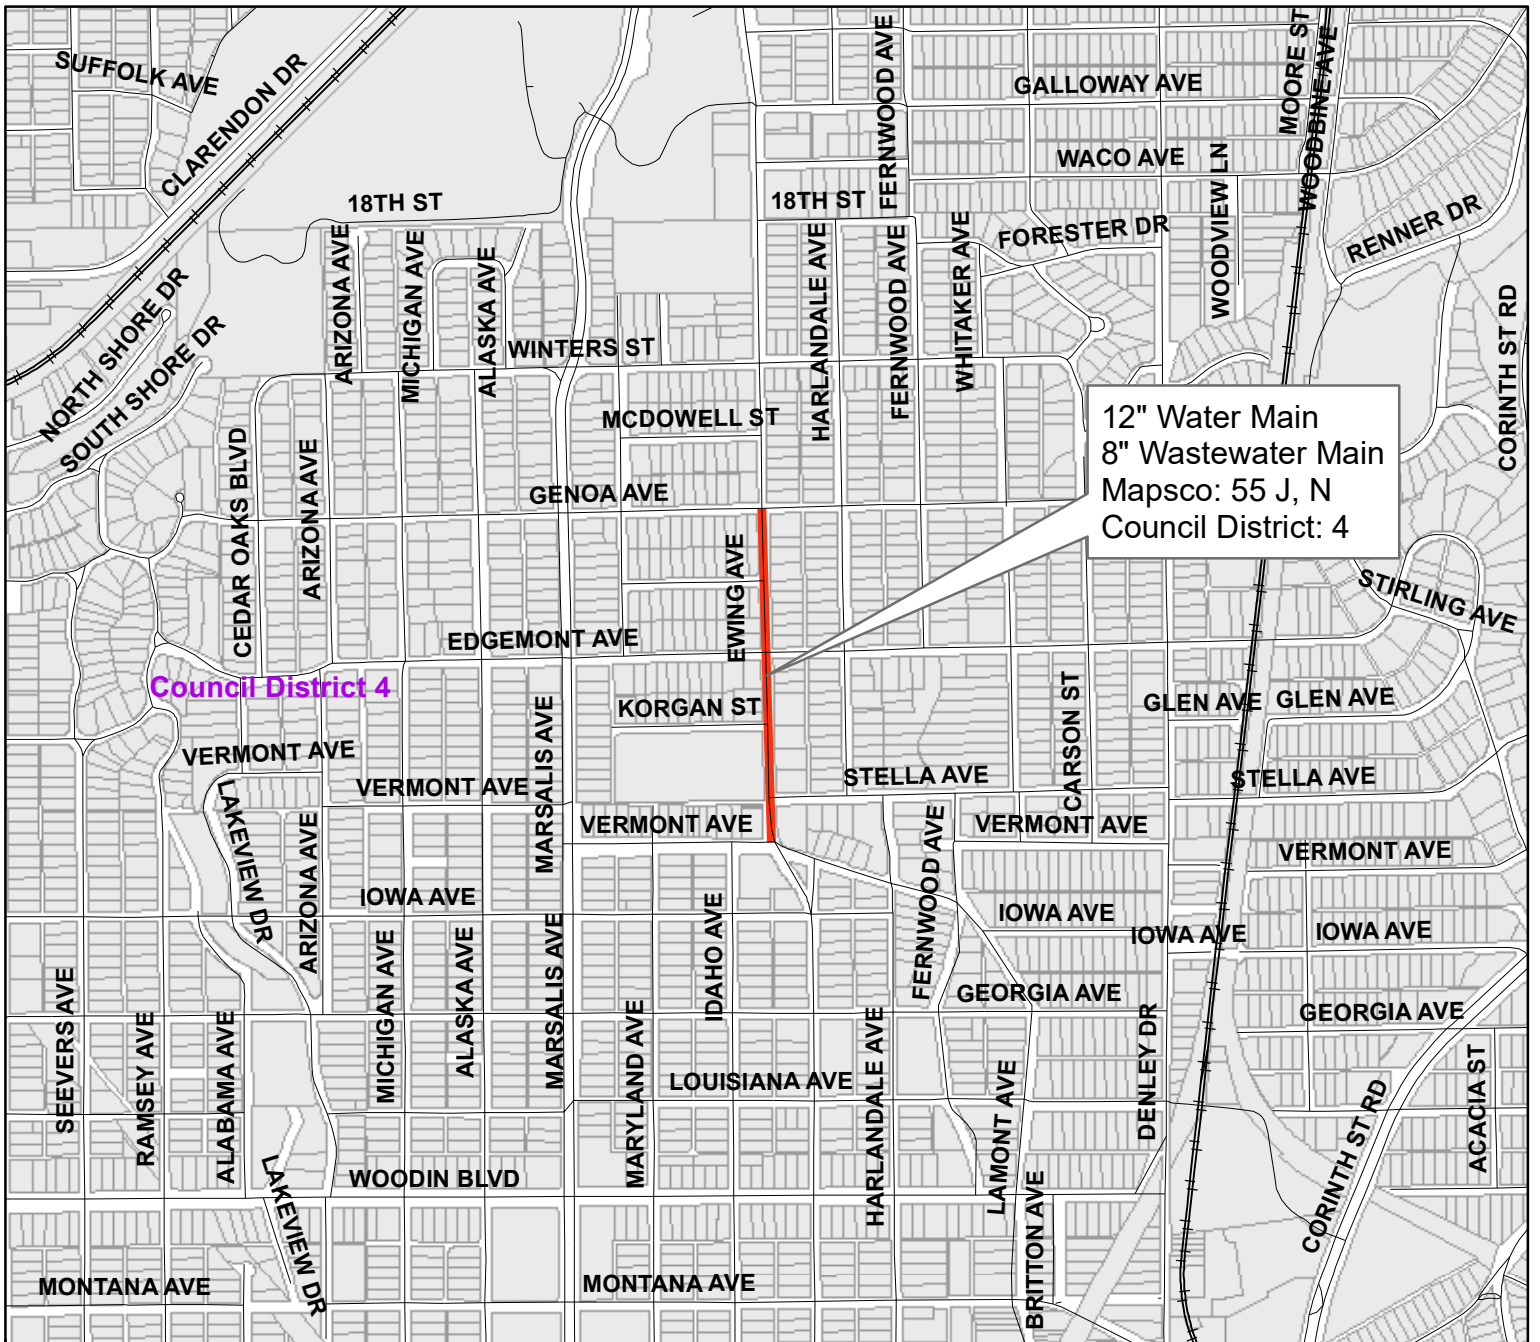 SUFFOLK AVE
CLARENDON DR
FERNWOOD AVE
GALLOWAY AVE
MOORE ST
WOODBINE AVE
WACO AVE
WOODVIEW LN
18TH ST
18TH ST
FERNWOOD AVE
WHITAKER AVE
FORESTER DR
RENNER DR
NORTH SHORE DR
SOUTH SHORE DR
ARIZONA AVE
MICHIGAN AVE
ALASKA AVE
WINTERS ST
HARLANDALE AVE
CORINTH ST RD
MCDOWELL ST
12" Water Main
8" Wastewater Main
Mapsco: 55 J, N
Council District: 4
CEDAR OAKS BLVD
ARIZONA AVE
GENOA AVE
EWING AVE
STIRLING AVE
EDGEMONT AVE
Council District 4
KORGAN ST
MARSALIS AVE
CARSON ST
GLEN AVE
GLEN AVE
VERMONT AVE
VERMONT AVE
STELLA AVE
STELLA AVE
LAKEVIEW DR
VERMONT AVE
FERNWOOD AVE
VERMONT AVE
VERMONT AVE
ARIZONA AVE
IOWA AVE
IDAHO AVE
IOWA AVE
IOWA AVE
IOWA AVE
SEEVERS AVE
RAMSEY AVE
ALABAMA AVE
MICHIGAN AVE
ALASKA AVE
MARSALIS AVE
MARYLAND AVE
HARLANDALE AVE
GEORGIA AVE
GEORGIA AVE
LOUISIANA AVE
LAMONT AVE
DENLEY DR
CORINTH ST RD
ACACIA ST
LAKEVIEW DR
WOODIN BLVD
BRITTON AVE
MONTANA AVE
MONTANA AVE